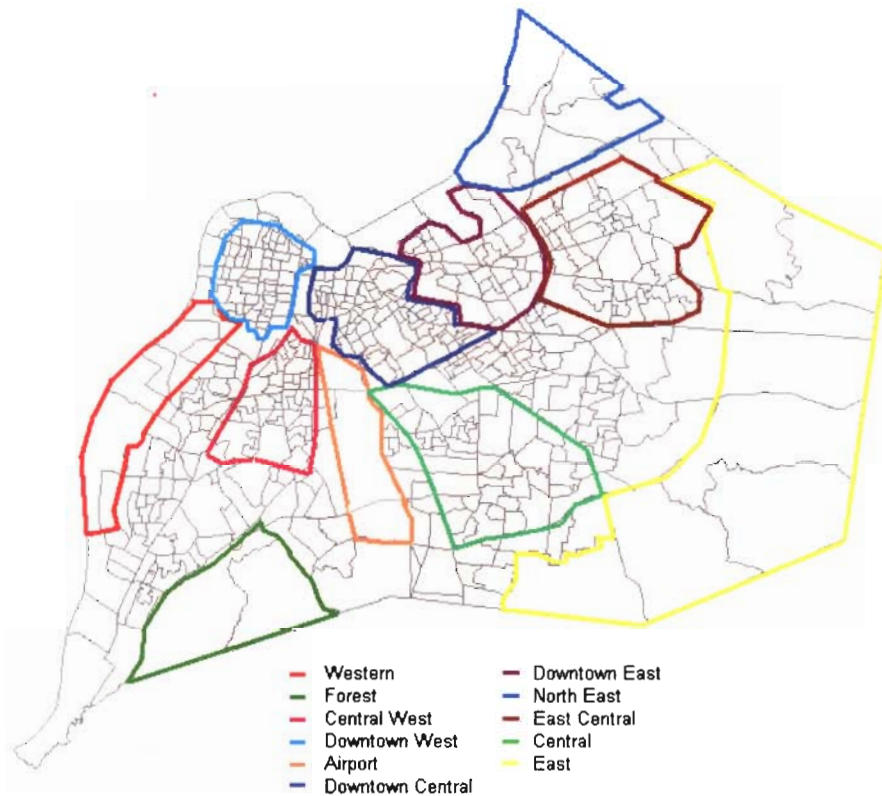 Western
Forest
Central West
Downtown West
Airport
Downtown Central
Downtown East
North East
East Central
Central
East